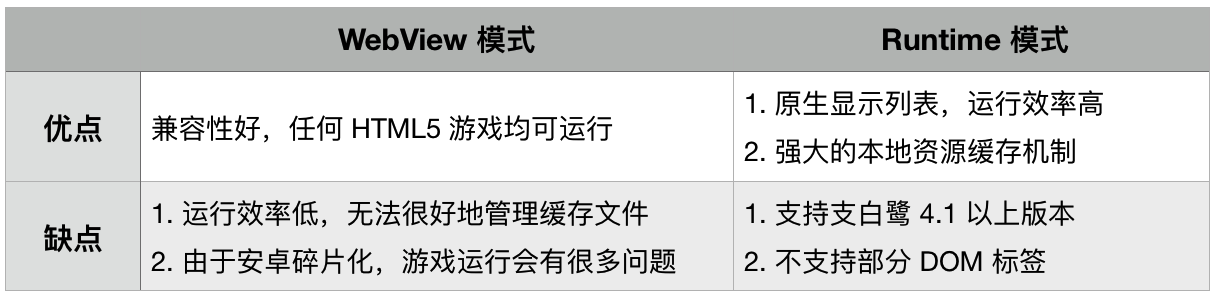 WebView 模式
Runtime 模式
优点
兼容性好，任何 HTML5 游戏均可运行
1. 原生显示列表，运行效率高
2. 强大的本地资源缓存机制
缺点
1. 运行效率低，无法很好地管理缓存文件
2. 由于安卓碎片化，游戏运行会有很多问题
1. 支持支白鹭 4.1 以上版本
2. 不支持部分 DOM 标签